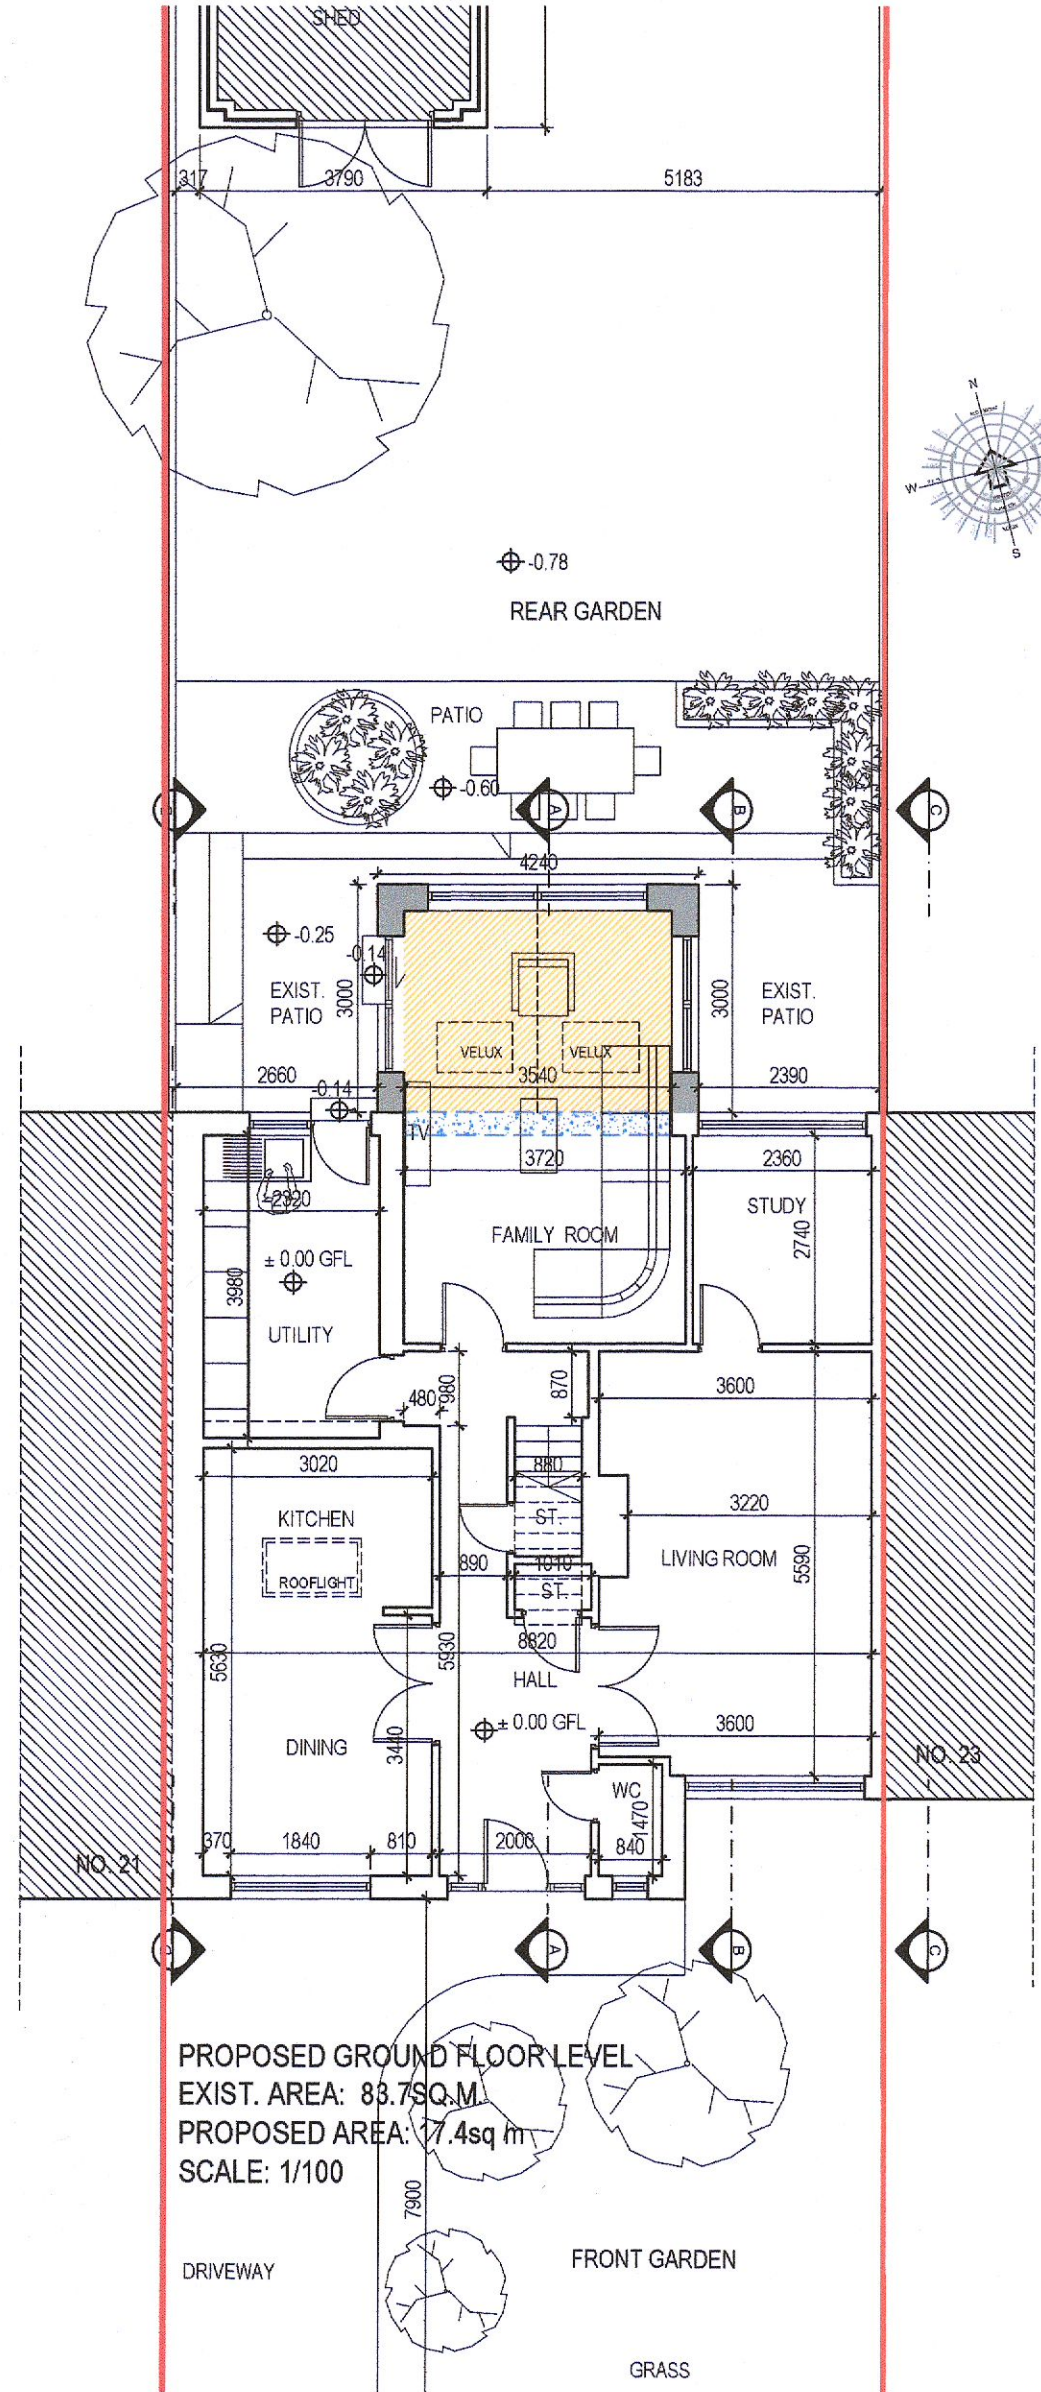 SHED
317
3790
5183
N
W
S
-0.78
REAR GARDEN
PATIO
-0.60
A
B
C
4240
-0.25
-0.14
EXIST.
PATIO
3000
3000
EXIST.
PATIO
VELUX
VELUX
2660
3540
2390
-0.14
TV
3720
2360
2320
STUDY
2740
FAMILY ROOM
± 0.00 GFL
3980
UTILITY
480
980
870
3600
3020
880
3220
KITCHEN
ST.
LIVING ROOM
5590
ROOFLIGHT
890
1010
ST.
5630
5930
8820
HALL
3600
± 0.00 GFL
DINING
3440
NO. 23
WC
1470
370
1840
810
2000
840
NO. 21
A
B
C
PROPOSED GROUND FLOOR LEVEL
EXIST. AREA: 83.7SQ.M.
PROPOSED AREA: 17.4sq m
SCALE: 1/100
7900
DRIVEWAY
FRONT GARDEN
GRASS